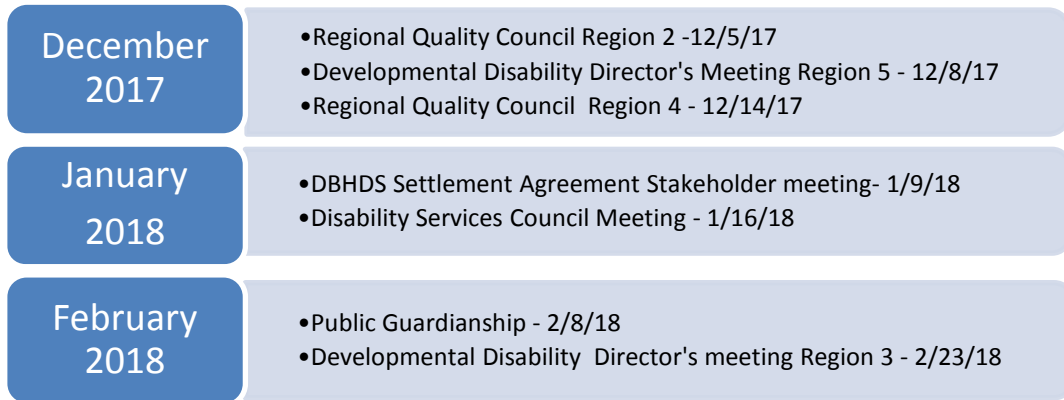 December
2017
•Regional Quality Council Region 2 -12/5/17
•Developmental Disability Director's Meeting Region 5 - 12/8/17
•Regional Quality Council  Region 4 - 12/14/17
January
2018
•DBHDS Settlement Agreement Stakeholder meeting- 1/9/18
•Disability Services Council Meeting - 1/16/18
February
2018
•Public Guardianship - 2/8/18
•Developmental Disability  Director's meeting Region 3 - 2/23/18